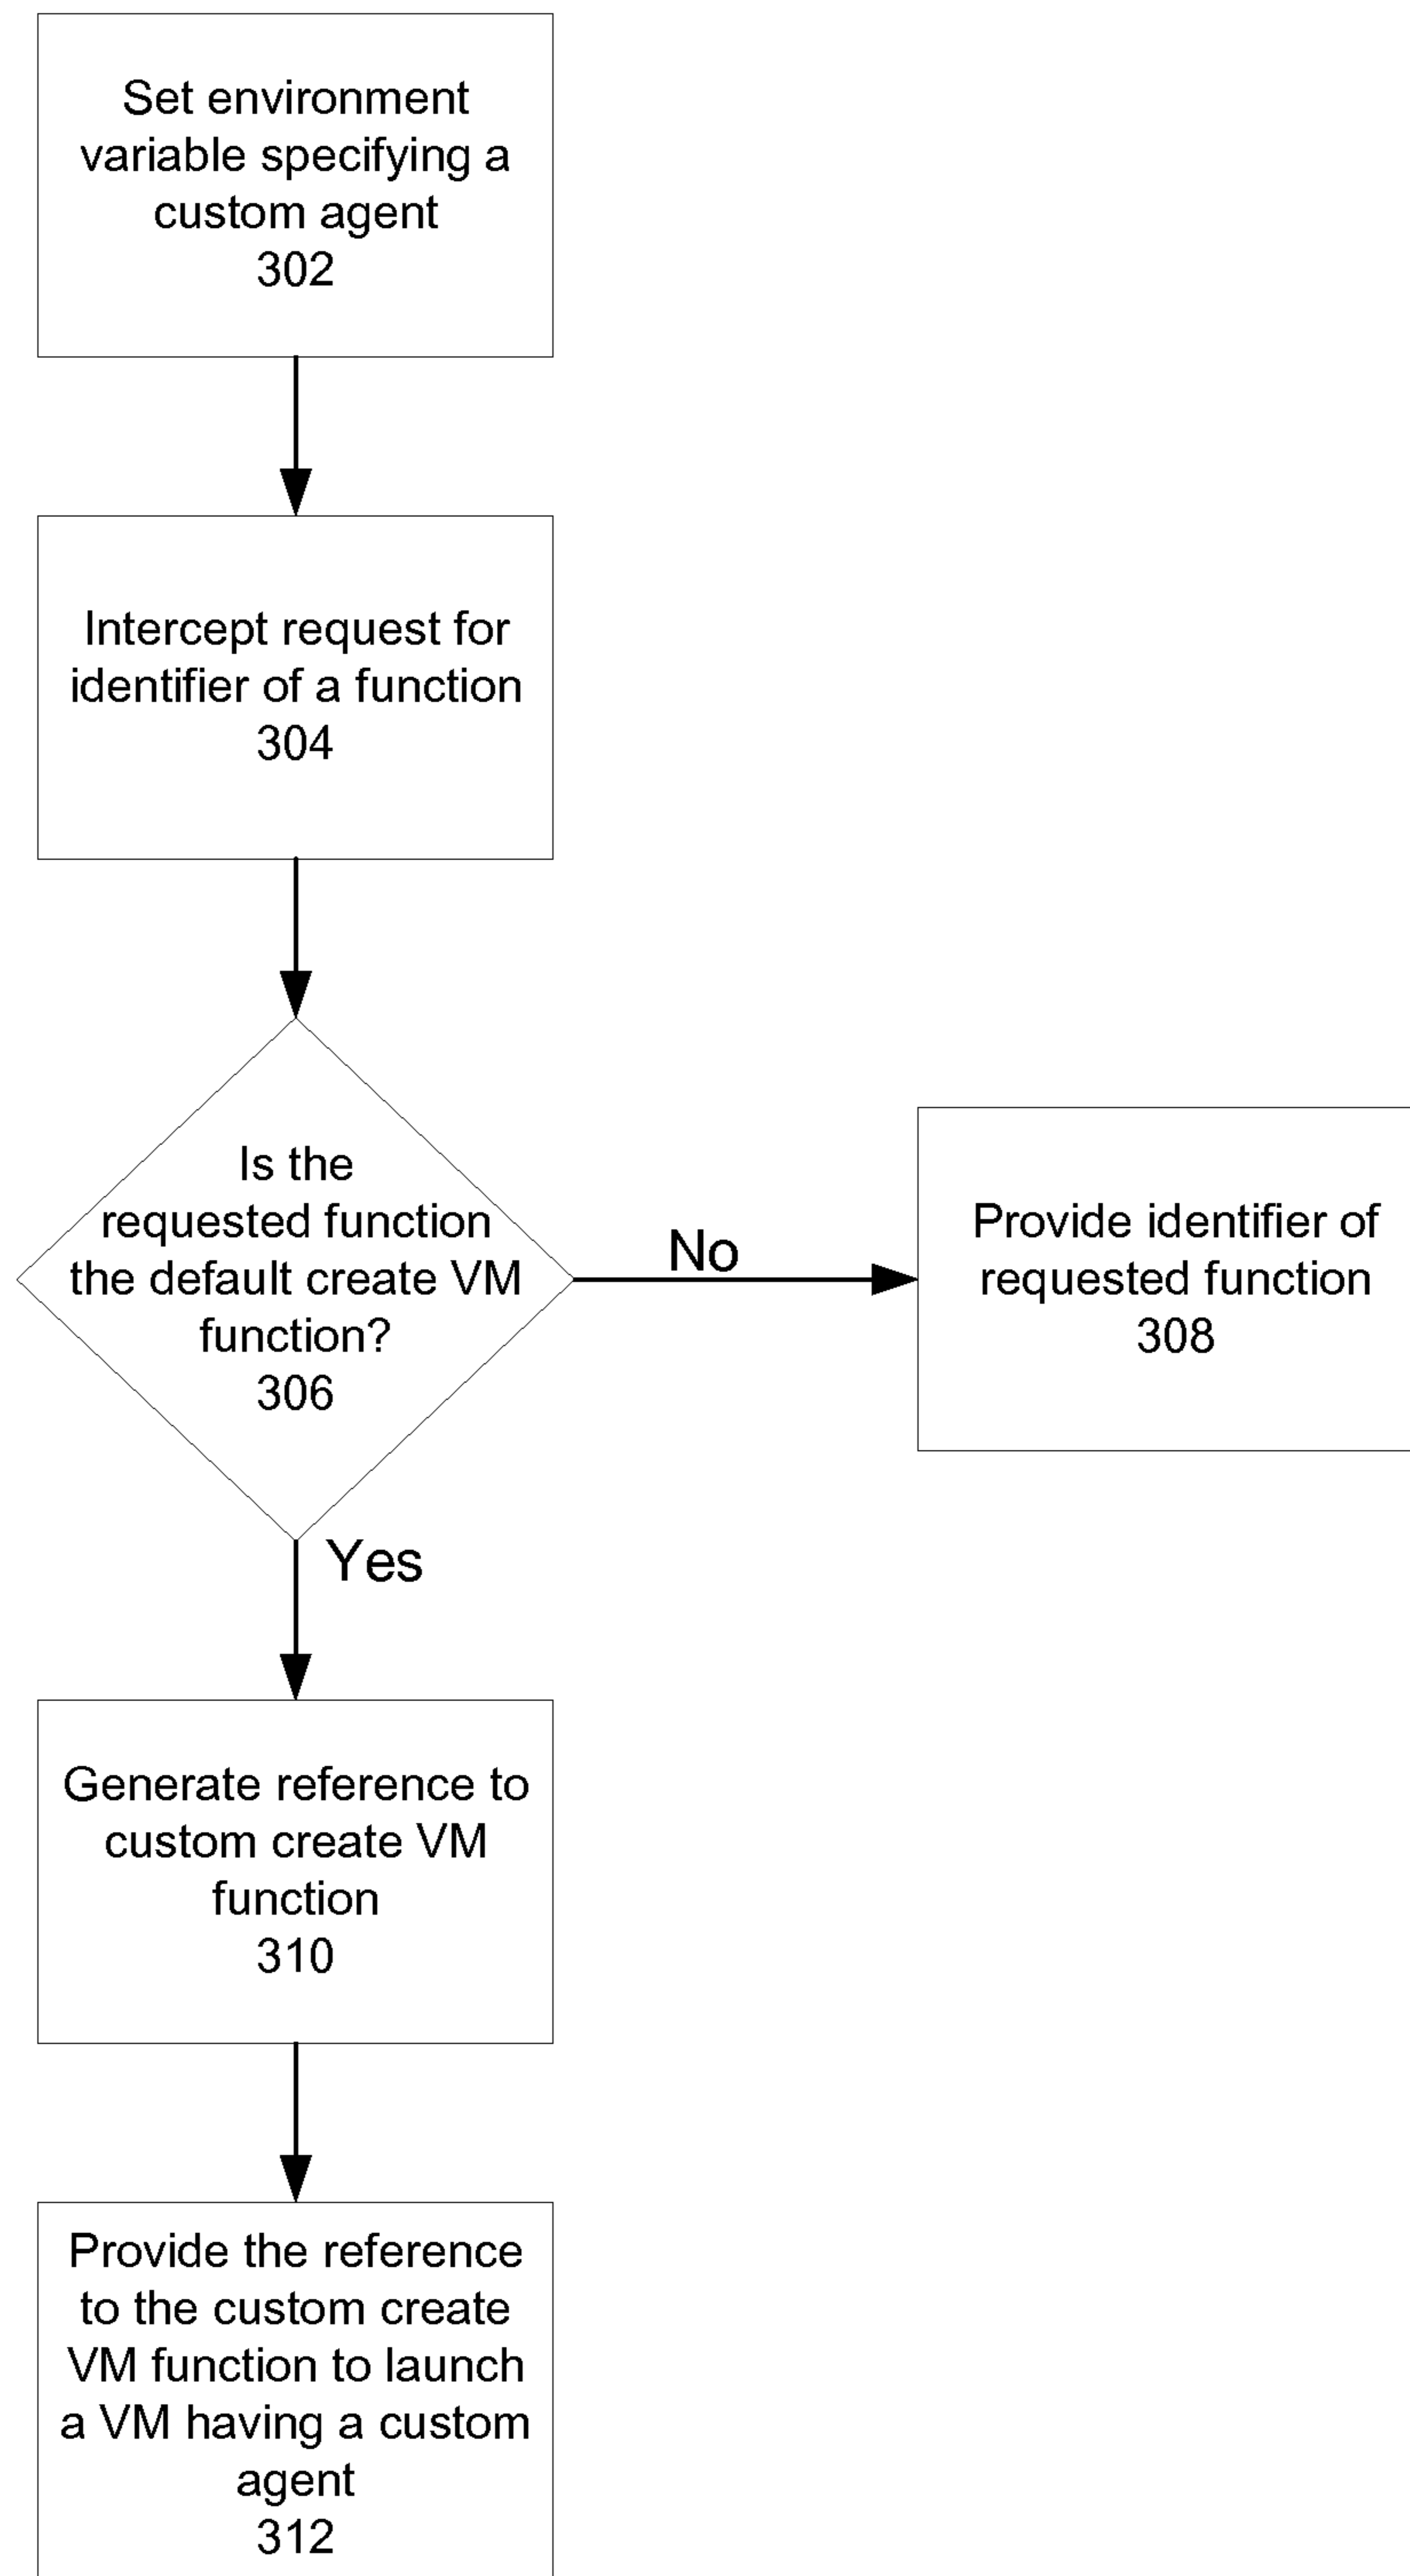 Set environment
variable specifying a
custom agent
302
Intercept request for
identifier of a function
304
Is the
requested function
the default create VM
function?
306
No
Provide identifier of
requested function
308
Yes
Generate reference to
custom create VM
function
310
Provide the reference
to the custom create
VM function to launch
a VM having a custom
agent
312